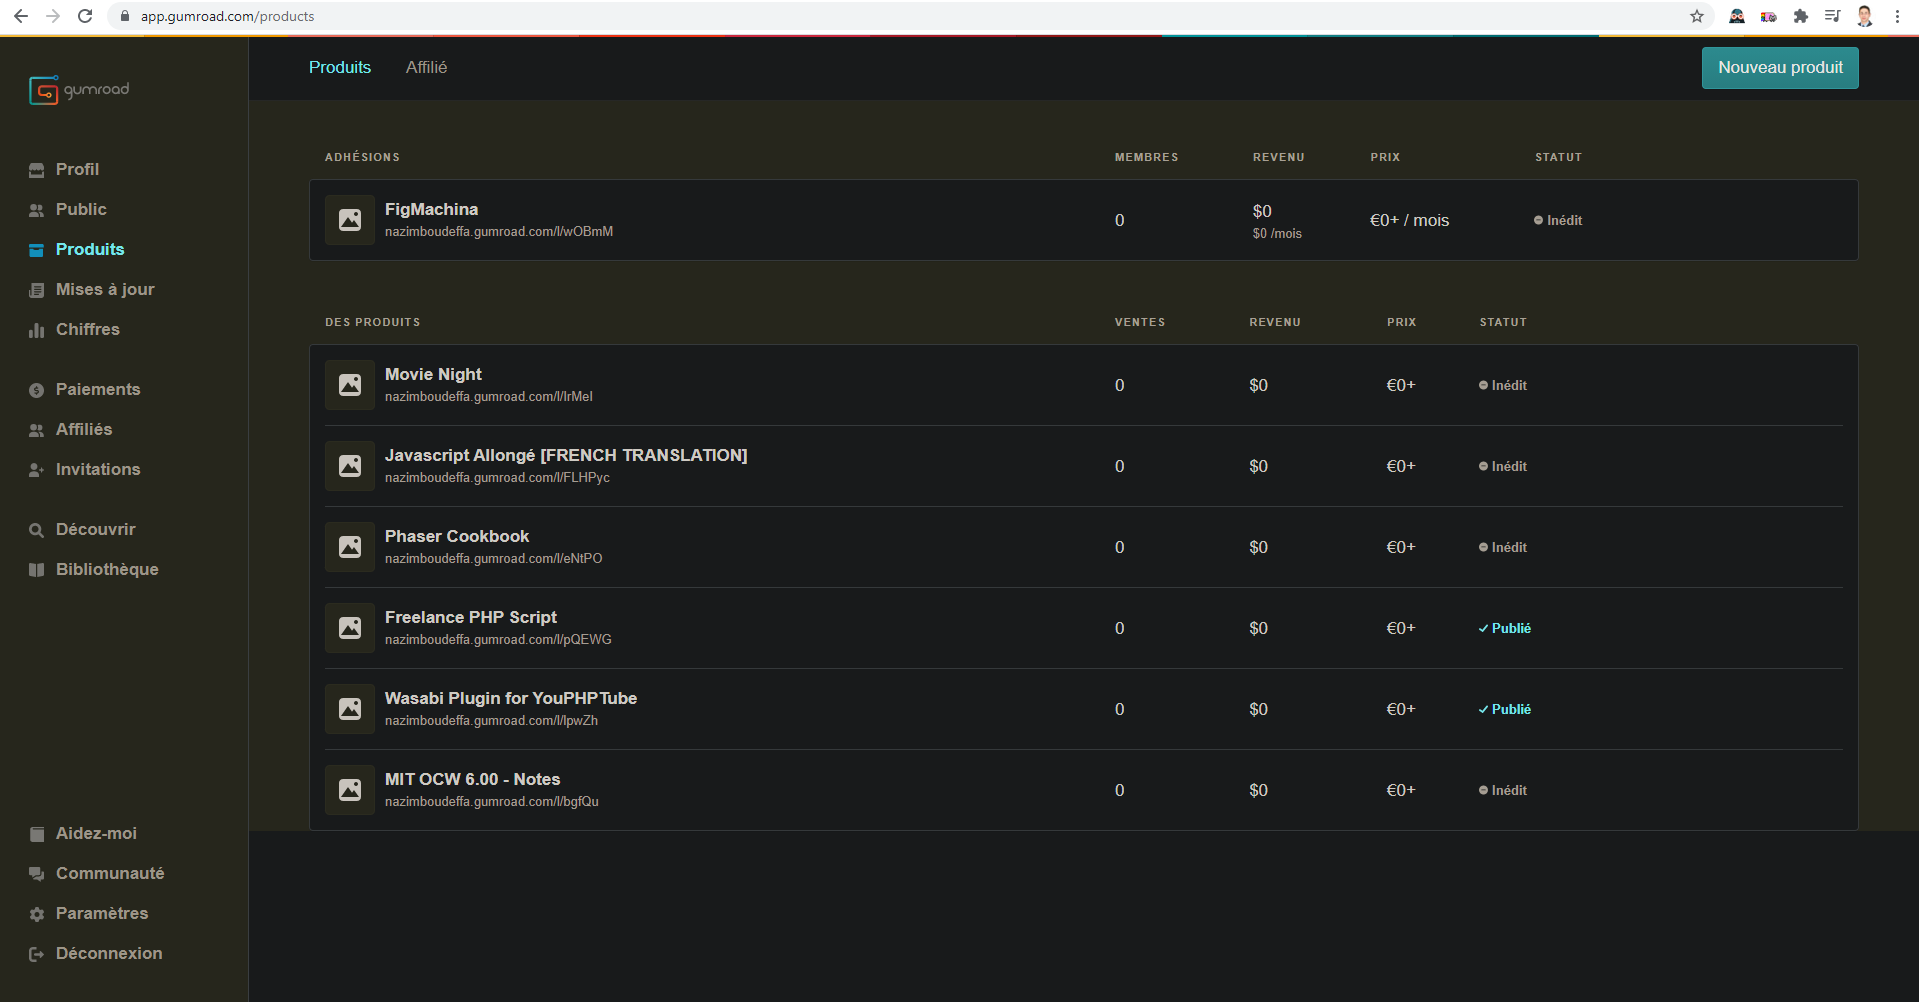 app.gumroad.com/products
gumroad
Profil
Public
Produits
Mises à jour
Chiffres
Paiements
Affiliés
Invitations
Découvrir
Bibliothèque
Aidez-moi
Communauté
Paramètres
Déconnexion
Produits Affilié Nouveau produit
ADHÉSIONS MEMBRES REVENU PRIX STATUT
FigMachina
nazimboudeffa.gumroad.com/l/wOBmM
0 $0 €0+ / mois Inédit
$0 /mois
DES PRODUITS VENTES REVENU PRIX STATUT
Movie Night
nazimboudeffa.gumroad.com/l/IrMeI
0 $0 €0+ Inédit
Javascript Allongé [FRENCH TRANSLATION]
nazimboudeffa.gumroad.com/l/FLHPyc
0 $0 €0+ Inédit
Phaser Cookbook
nazimboudeffa.gumroad.com/l/eNtPO
0 $0 €0+ Inédit
Freelance PHP Script
nazimboudeffa.gumroad.com/l/pQEWG
0 $0 €0+ Publié
Wasabi Plugin for YouPHPTube
nazimboudeffa.gumroad.com/l/lpwZh
0 $0 €0+ Publié
MIT OCW 6.00 - Notes
nazimboudeffa.gumroad.com/l/bgfQu
0 $0 €0+ Inédit